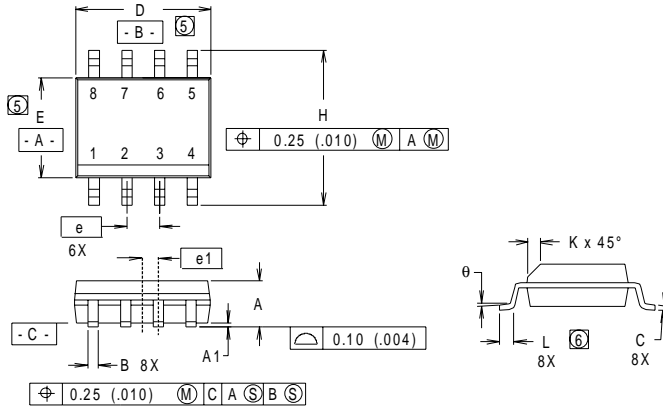 D
- B -
5
8 7 6 5
5
E
H
- A -
0.25 (.010) M A M
1 2 3 4
e
6X
e1
K x 45°
θ
A
- C -
A1
0.10 (.004)
L 6
8X
C
8X
B 8X
0.25 (.010) M C A S B S